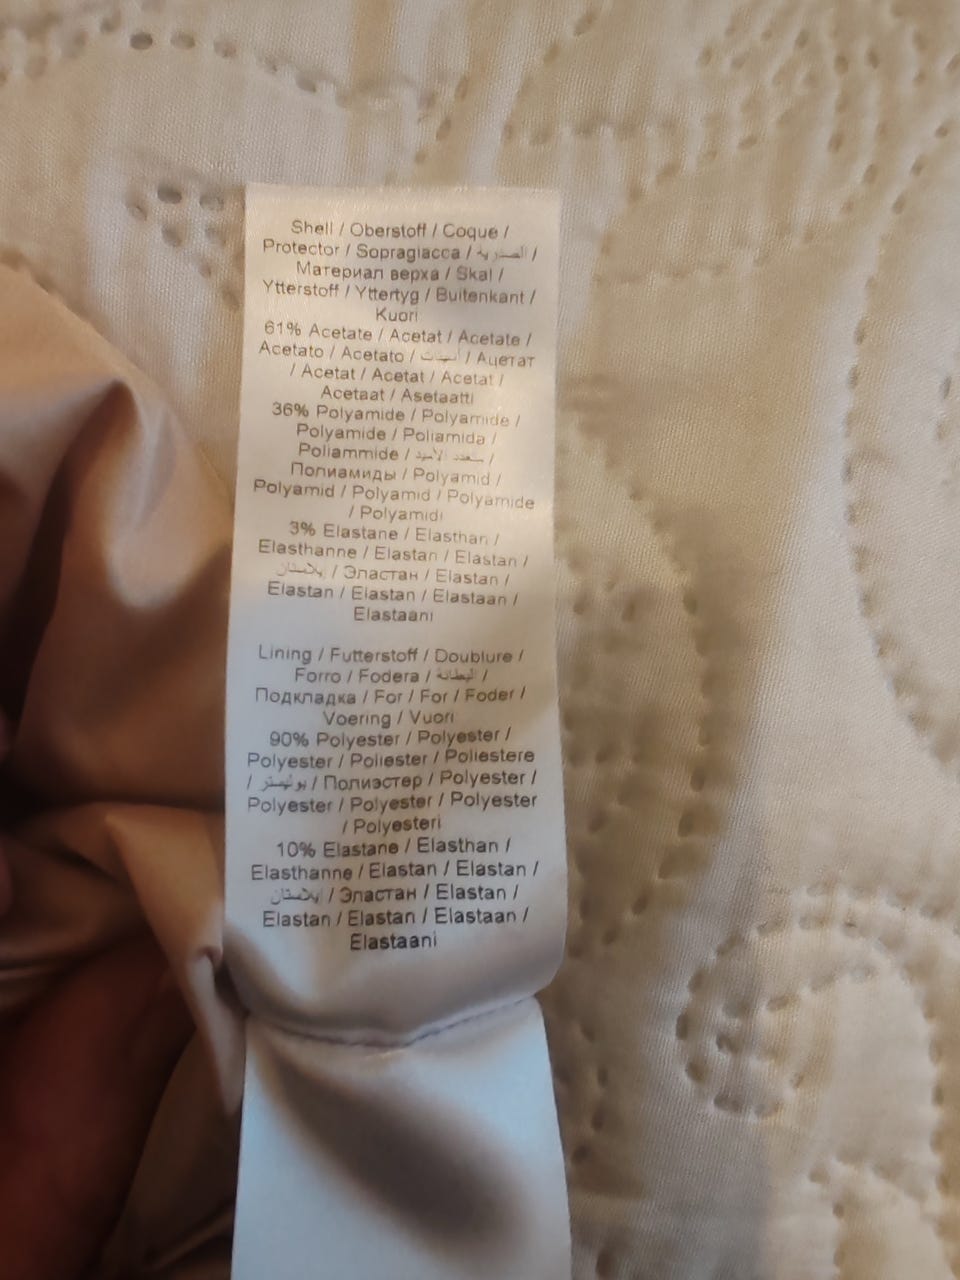 Shell / Oberstoff / Coque /
Protector / Sopragiacca / الصدرية /
Материал верха / Skal /
Ytterstoff / Yttertyg / Buitenkant /
Kuori
61% Acetate / Acetat / Acetate /
Acetato / Acetato / أسيتات / Ацетат
/ Acetat / Acetat / Acetat /
Acetaat / Asetaatti
36% Polyamide / Polyamide /
Polyamide / Poliamida /
Poliammide / متعدد الأميد /
Полиамиды / Polyamid /
Polyamid / Polyamid / Polyamide
/ Polyamidi
3% Elastane / Elasthan /
Elasthanne / Elastan / Elastan /
إيلاستان / Эластан / Elastan /
Elastan / Elastan / Elastaan /
Elastaani
Lining / Futterstoff / Doublure /
Forro / Fodera / البطانة /
Подкладка / For / For / Foder /
Voering / Vuori
90% Polyester / Polyester /
Polyester / Poliester / Poliestere
/ بوليستر / Полиэстер / Polyester /
Polyester / Polyester / Polyester
/ Polyesteri
10% Elastane / Elasthan /
Elasthanne / Elastan / Elastan /
إيلاستان / Эластан / Elastan /
Elastan / Elastan / Elastaan /
Elastaani